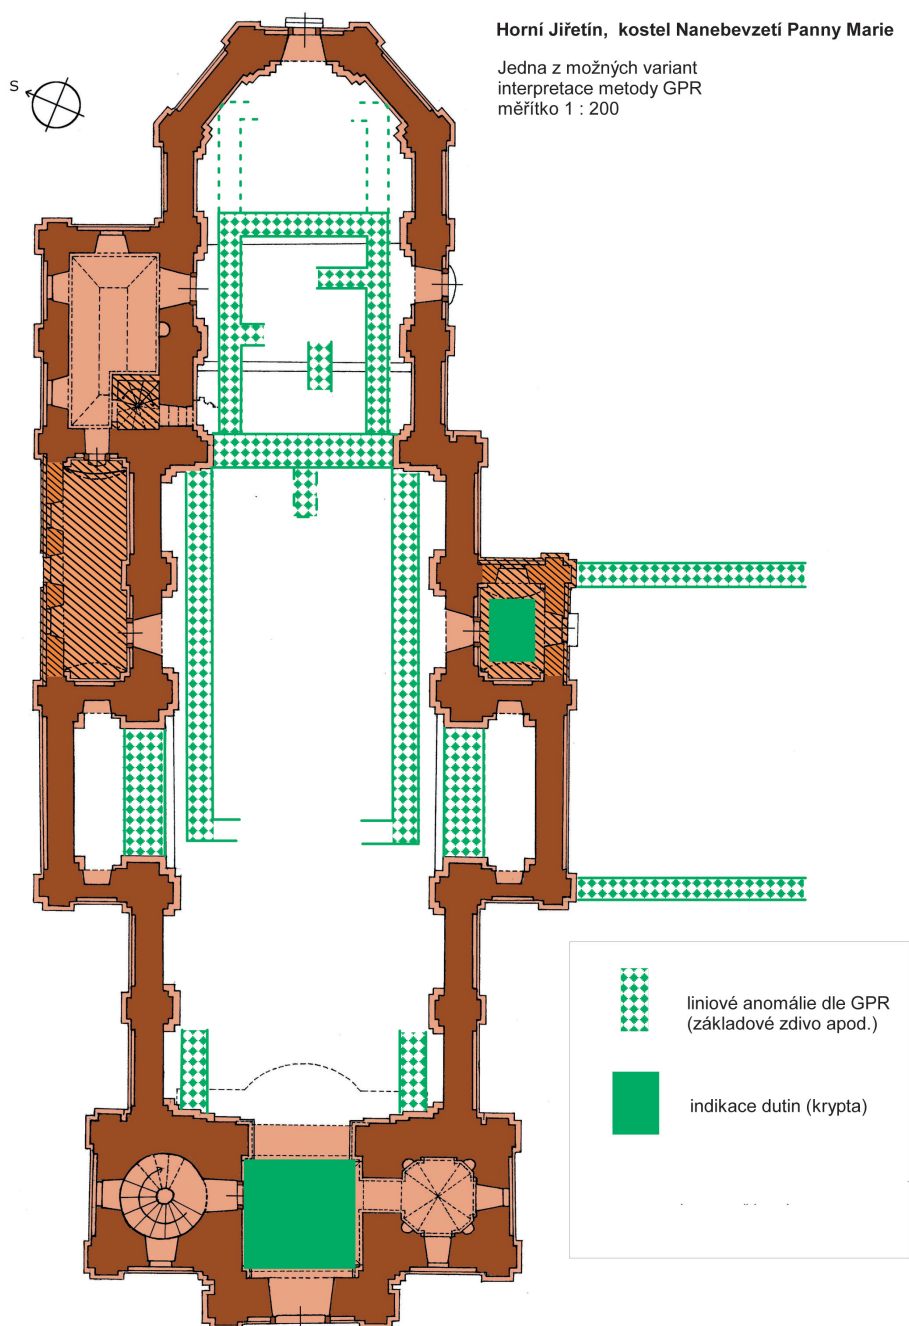 Horní Jiřetín, kostel Nanebevzetí Panny Marie
Jedna z možných variant
interpretace metody GPR
měřítko 1 : 200
S
liniové anomálie dle GPR
(základové zdivo apod.)
indikace dutin (krypta)